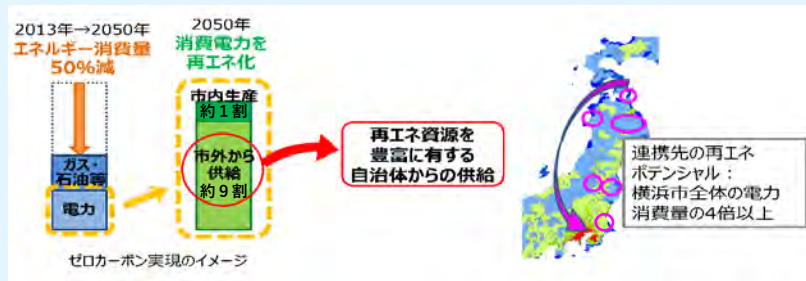 2013年→2050年
エネルギー消費量
50%減
ガス・
石油等
電力
2050年
消費電力を
再エネ化
市内生産
約1割
市外から
供給
約9割
ゼロカーボン実現のイメージ
再エネ資源を
豊富に有する
自治体からの供給
連携先の再エネ
ポテンシャル：
横浜市全体の電力
消費量の4倍以上